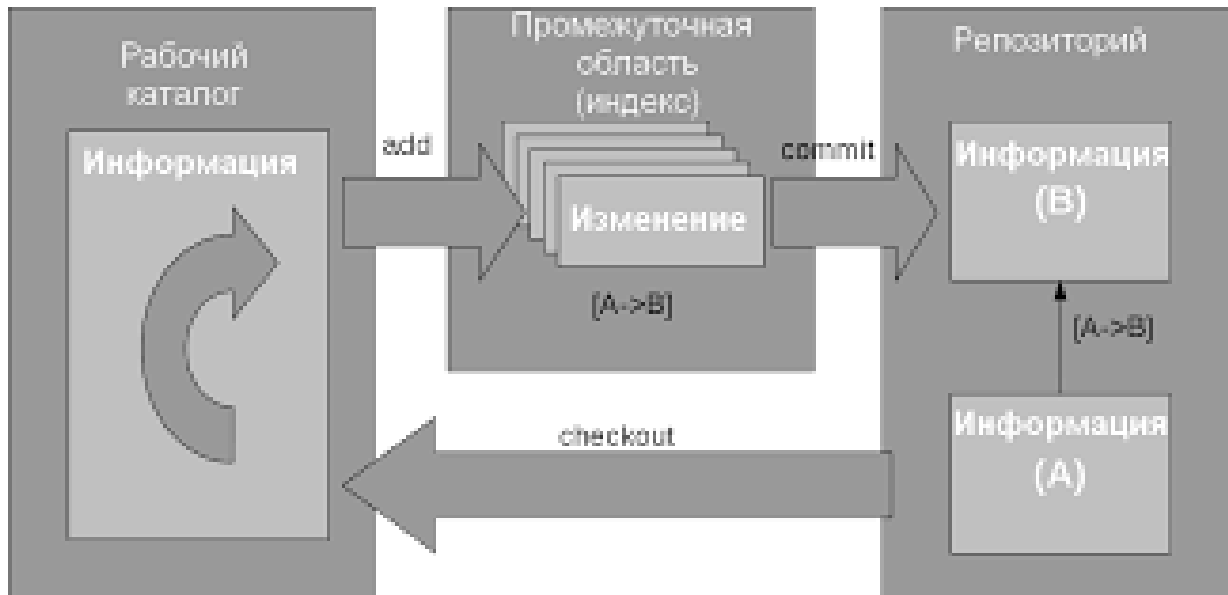 Рабочий
каталог
Информация
add
Промежуточная
область
(индекс)
Изменение
[A->B]
commit
Репозиторий
Информация
(B)
[A->B]
Информация
(A)
checkout